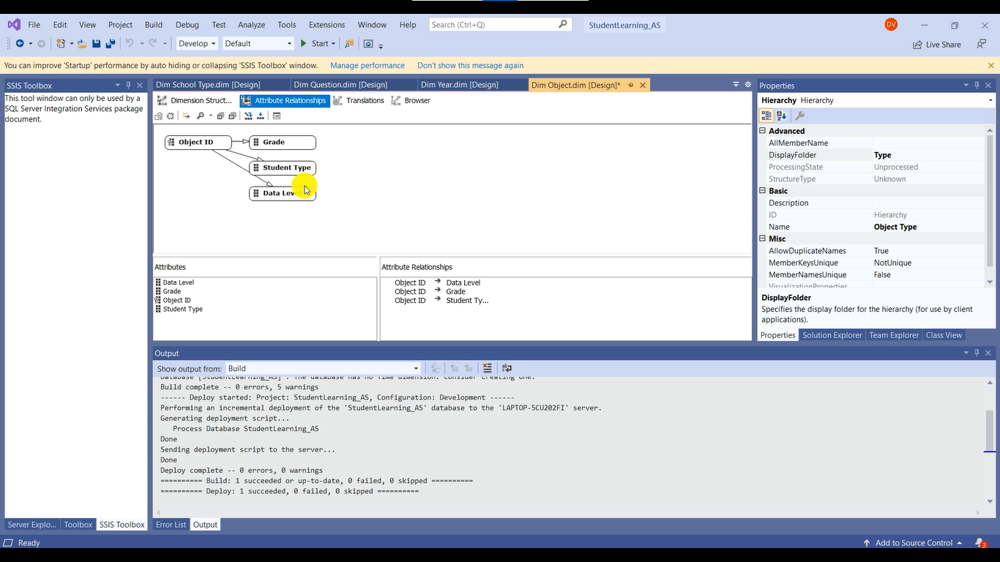 File Edit View Project Build Debug Test Analyze Tools Extensions Window Help Search (Ctrl+Q) StudentLearning_AS DV
Develop Default Start Live Share
You can improve 'Startup' performance by auto hiding or collapsing 'SSIS Toolbox' window. Manage performance Don't show this message again
SSIS Toolbox
This tool window can only be used by a
SQL Server Integration Services package
document.
Server Explo... Toolbox SSIS Toolbox
Dim School Type.dim [Design] Dim Question.dim [Design] Dim Year.dim [Design] Dim Object.dim [Design]*
Dimension Struct... Attribute Relationships Translations Browser
Object ID Grade
Student Type
Data Level
Attributes
Data Level
Grade
Object ID
Student Type
Attribute Relationships
Object ID Data Level
Object ID Grade
Object ID Student Ty...
Properties
Hierarchy Hierarchy
Advanced
AllMemberName
DisplayFolder Type
ProcessingState Unprocessed
StructureType Unknown
Basic
Description
ID Hierarchy
Name Object Type
Misc
AllowDuplicateNames True
MemberKeysUnique NotUnique
MemberNamesUnique False
VisualizationProperties
DisplayFolder
Specifies the display folder for the hierarchy (for use by client
applications).
Properties Solution Explorer Team Explorer Class View
Output
Show output from: Build
Database [StudentLearning_AS] : The database has no Time dimension. Consider creating one.
Build complete -- 0 errors, 5 warnings
------ Deploy started: Project: StudentLearning_AS, Configuration: Development ------
Performing an incremental deployment of the 'StudentLearning_AS' database to the 'LAPTOP-5CU202FI' server.
Generating deployment script...
Process Database StudentLearning_AS
Done
Sending deployment script to the server...
Done
Deploy complete -- 0 errors, 0 warnings
========== Build: 1 succeeded or up-to-date, 0 failed, 0 skipped ==========
========== Deploy: 1 succeeded, 0 failed, 0 skipped ==========
Error List Output
Ready Add to Source Control 3